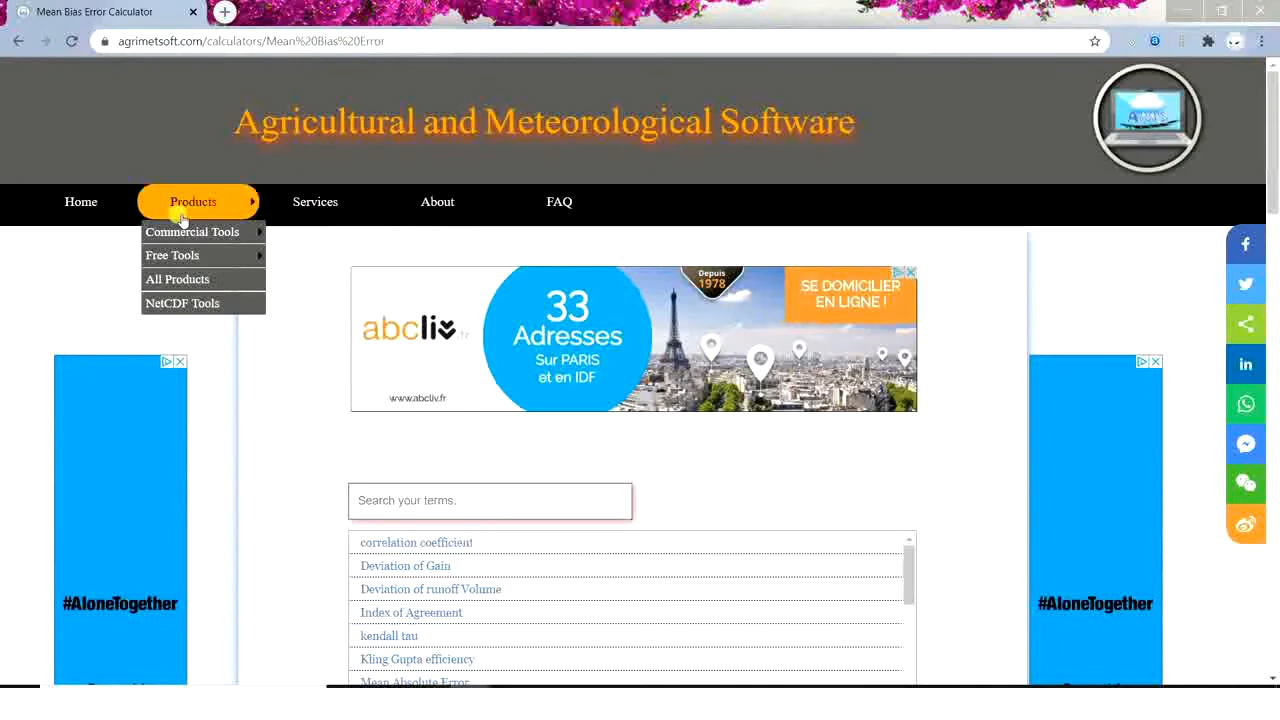 Mean Bias Error Calculator
agrimetsoft.com/calculators/Mean%20Bias%20Error
Agricultural and Meteorological Software
AMS
Home
Products
Services
About
FAQ
Commercial Tools
Free Tools
All Products
NetCDF Tools
abcliv.fr
www.abcliv.fr
33
Adresses
Sur PARIS
et en IDF
Depuis
1978
SE DOMICILIER
EN LIGNE !
#AloneTogether
#AloneTogether
Search your terms.
correlation coefficient
Deviation of Gain
Deviation of runoff Volume
Index of Agreement
kendall tau
Kling Gupta efficiency
Mean Absolute Error